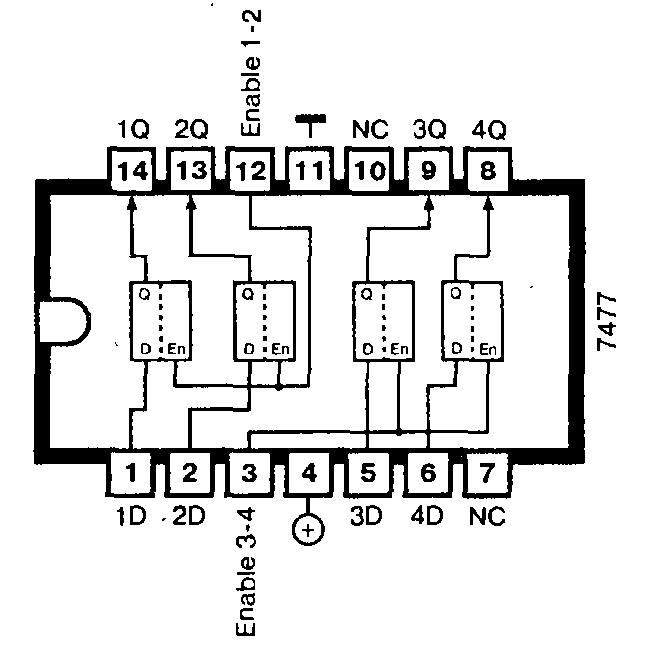 Enable 1-2
1Q 2Q NC 3Q 4Q
14 13 12 11 10 9 8
Q Q Q Q
D En D En D En D En
7477
1 2 3 4 5 6 7
1D 2D + 3D 4D NC
Enable 3-4